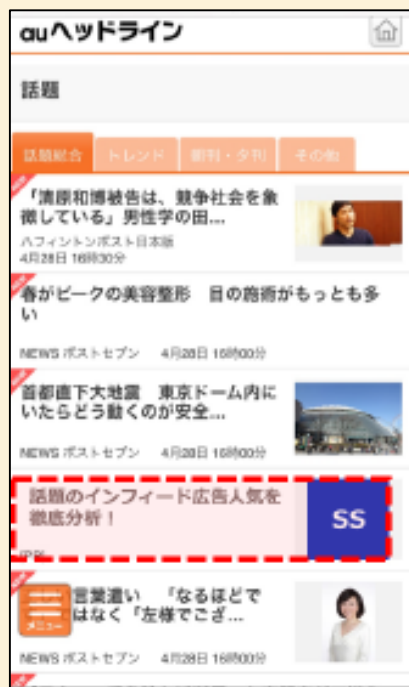 auヘッドライン
話題
話題総合 トレンド 朝刊・夕刊 その他
「清原和博被告は、競争社会を象
徴している」男性学の田...
ハフィントンポスト日本版
4月28日 16時30分
春がピークの美容整形 目の施術がもっとも多
い
NEWS ポストセブン 4月28日 16時00分
首都直下大地震 東京ドーム内に
いたらどう動くのが安全...
NEWS ポストセブン 4月28日 16時00分
話題のインフィード広告人気を
徹底分析！
SS
[PR]
言葉遣い 「なるほどで
はなく「左様でござ...
メニュー
NEWS ポストセブン 4月28日 16時00分